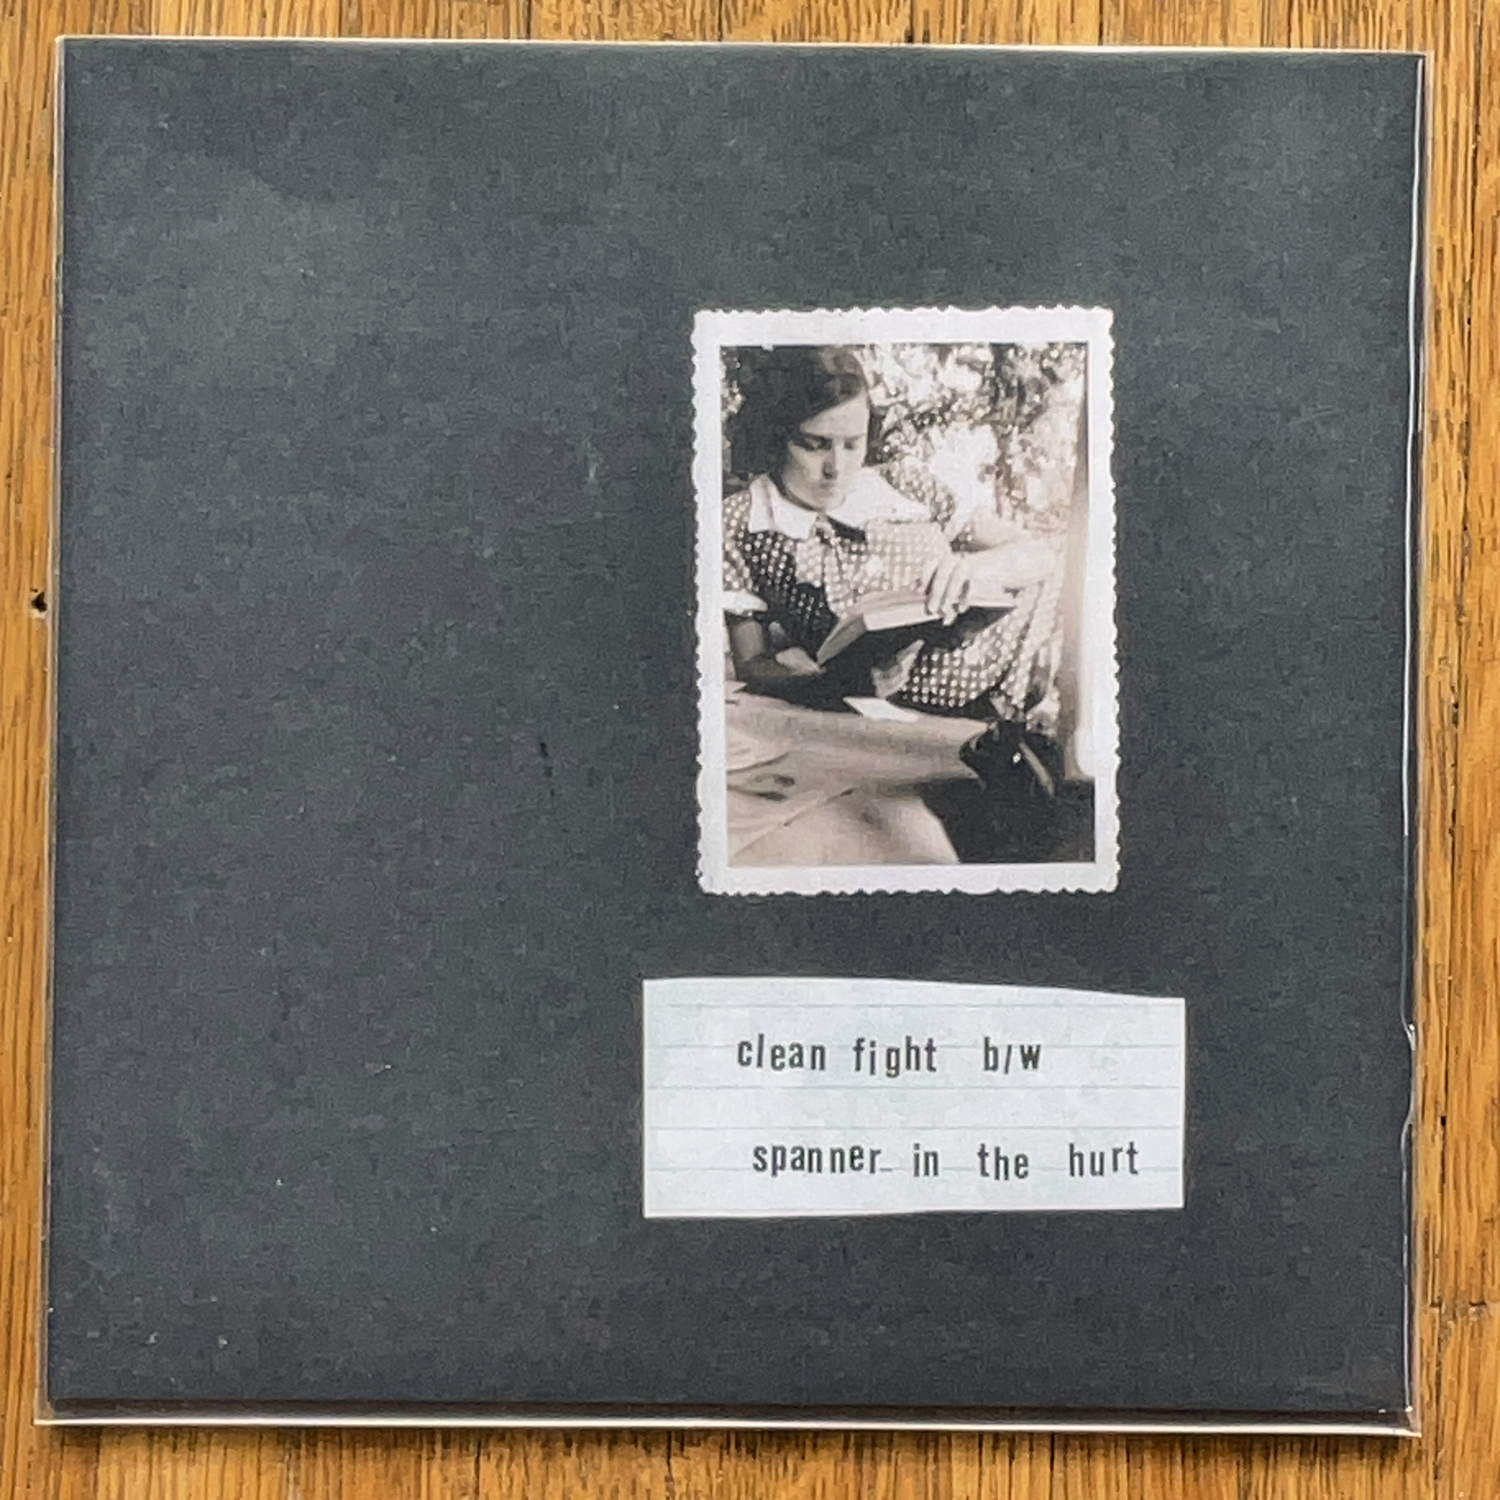 clean fight b/w
spanner in the hurt